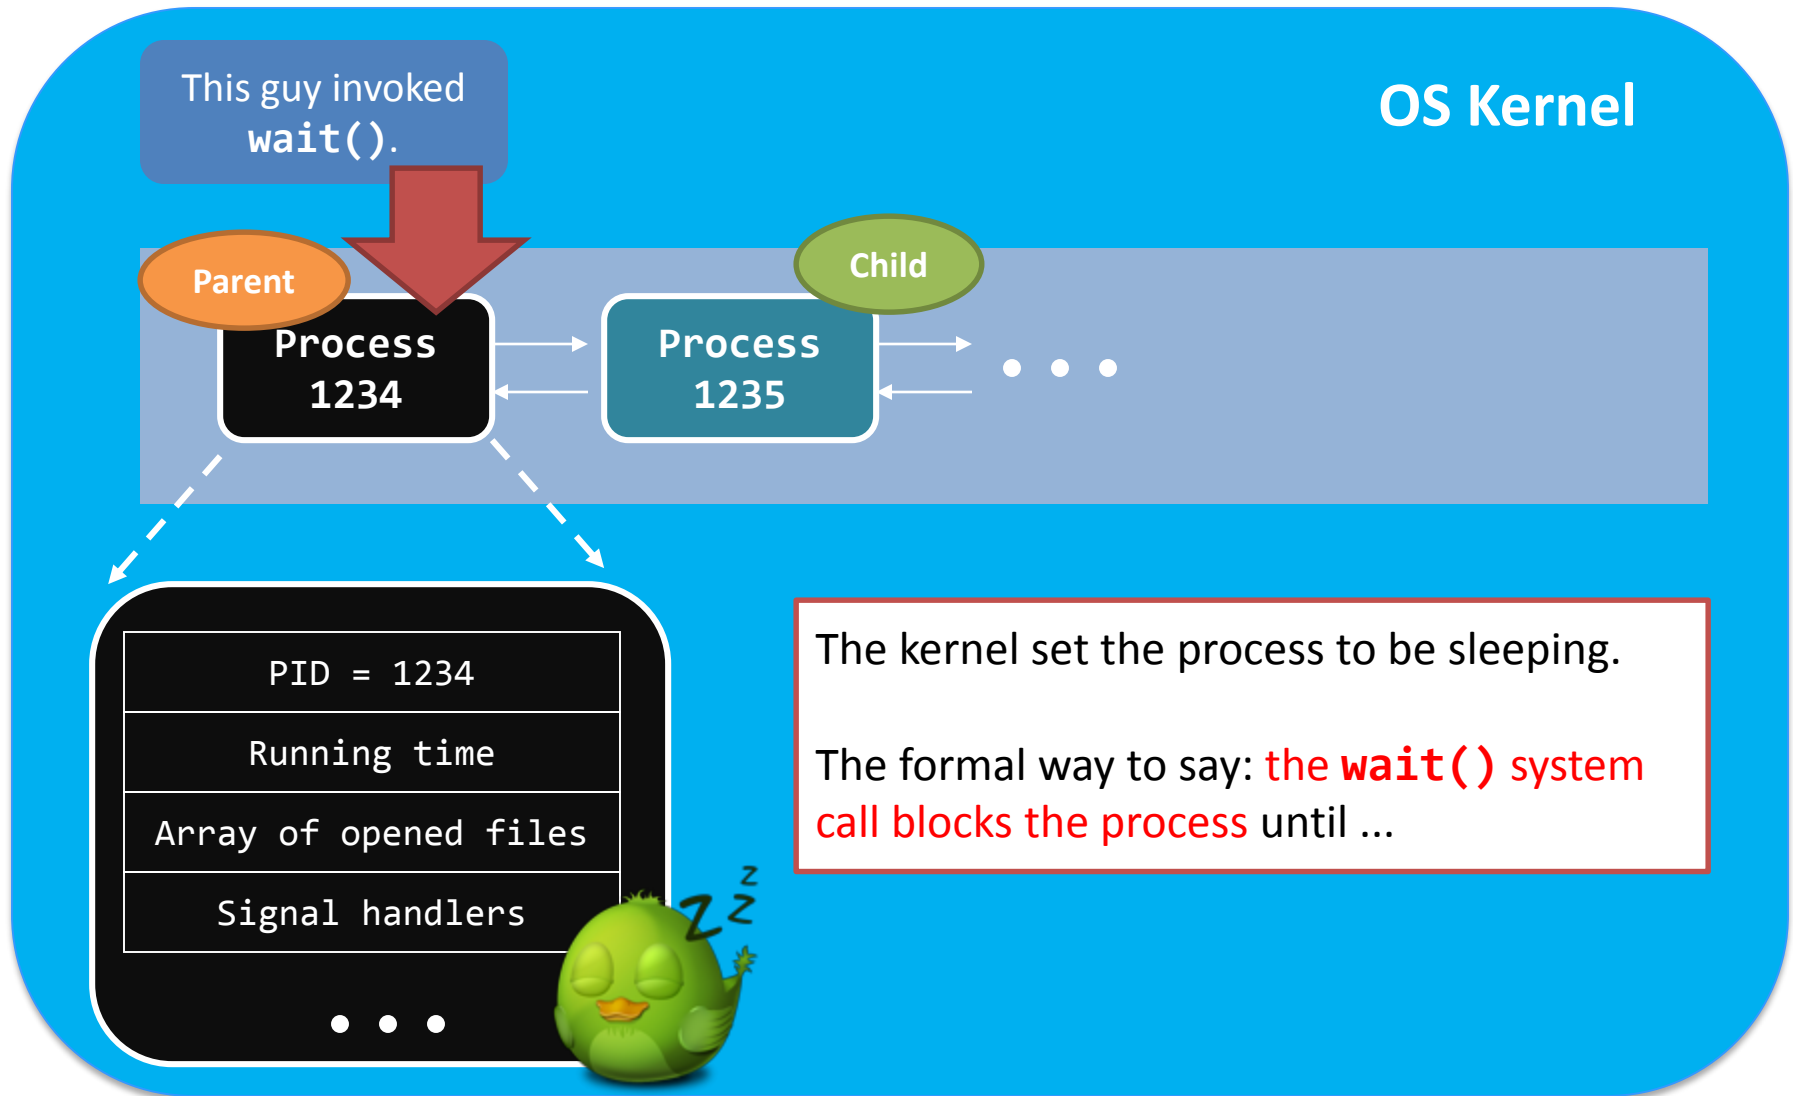 This guy invoked
wait().
OS Kernel
Parent
Child
Process
1234
Process
1235
PID = 1234
Running time
Array of opened files
Signal handlers
The kernel set the process to be sleeping.
The formal way to say: the wait() system
call blocks the process until ...
z
z
z